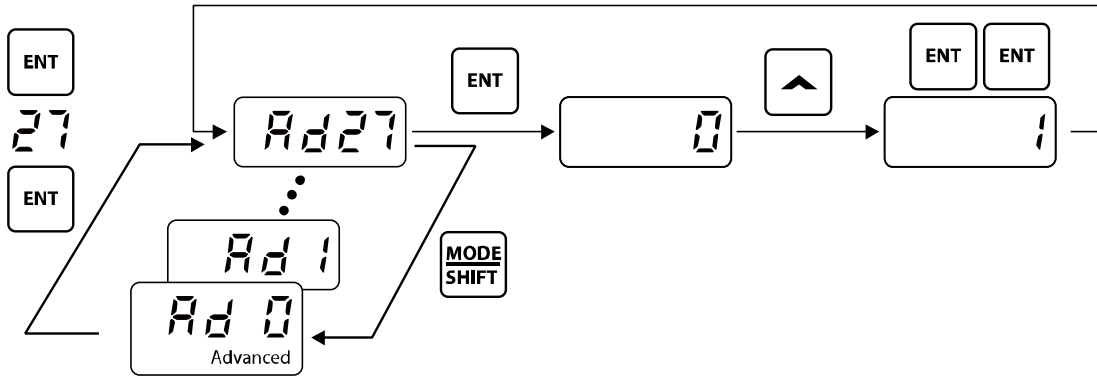 ENT
27
ENT
Ad27
Ad 1
Ad 0
Advanced
MODE
SHIFT
ENT
0
ENT ENT
1